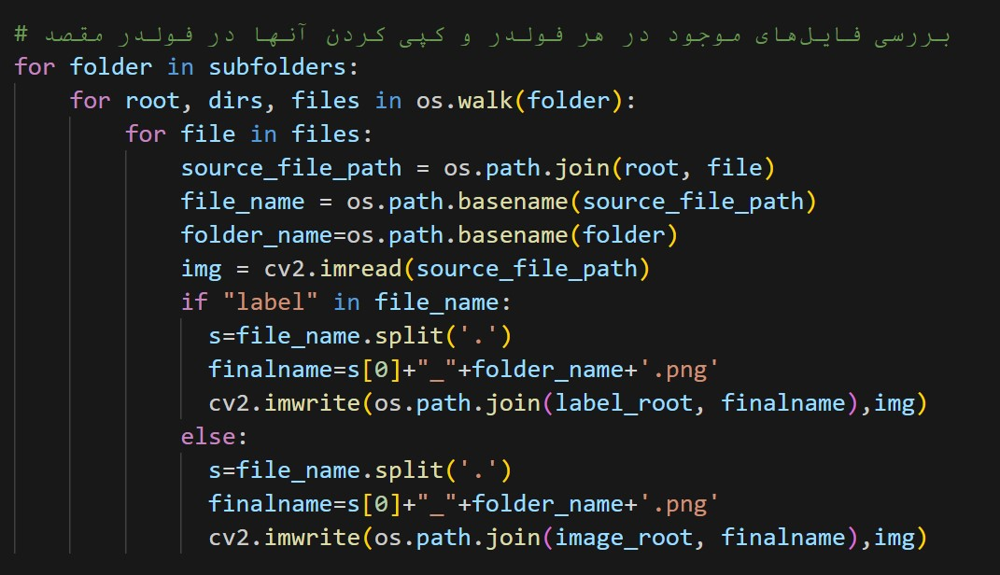 # بررسی فایل‌های موجود در هر فولدر و کپی کردن آنها در فولدر مقصد
for folder in subfolders:
    for root, dirs, files in os.walk(folder):
        for file in files:
            source_file_path = os.path.join(root, file)
            file_name = os.path.basename(source_file_path)
            folder_name=os.path.basename(folder)
            img = cv2.imread(source_file_path)
            if "label" in file_name:
              s=file_name.split('.')
              finalname=s[0]+"_"+folder_name+'.png'
              cv2.imwrite(os.path.join(label_root, finalname),img)
            else:
              s=file_name.split('.')
              finalname=s[0]+"_"+folder_name+'.png'
              cv2.imwrite(os.path.join(image_root, finalname),img)